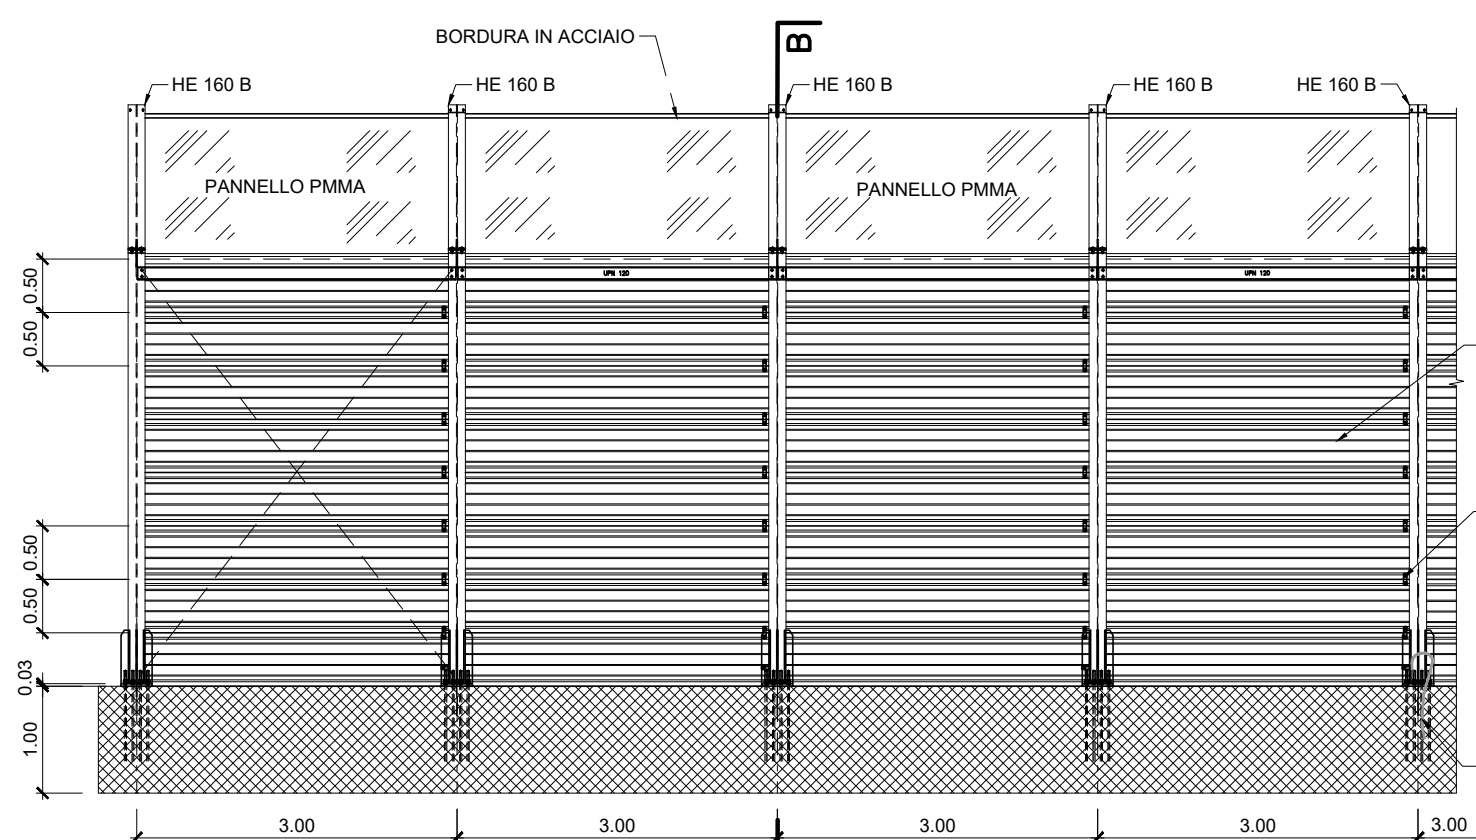 BORDURA IN ACCIAIO
B
HE 160 B
HE 160 B
HE 160 B
HE 160 B
HE 160 B
PANNELLO PMMA
PANNELLO PMMA
UPN 120
UPN 120
0.50
0.50
0.50
0.50
0.03
1.00
3.00
3.00
3.00
3.00
3.00